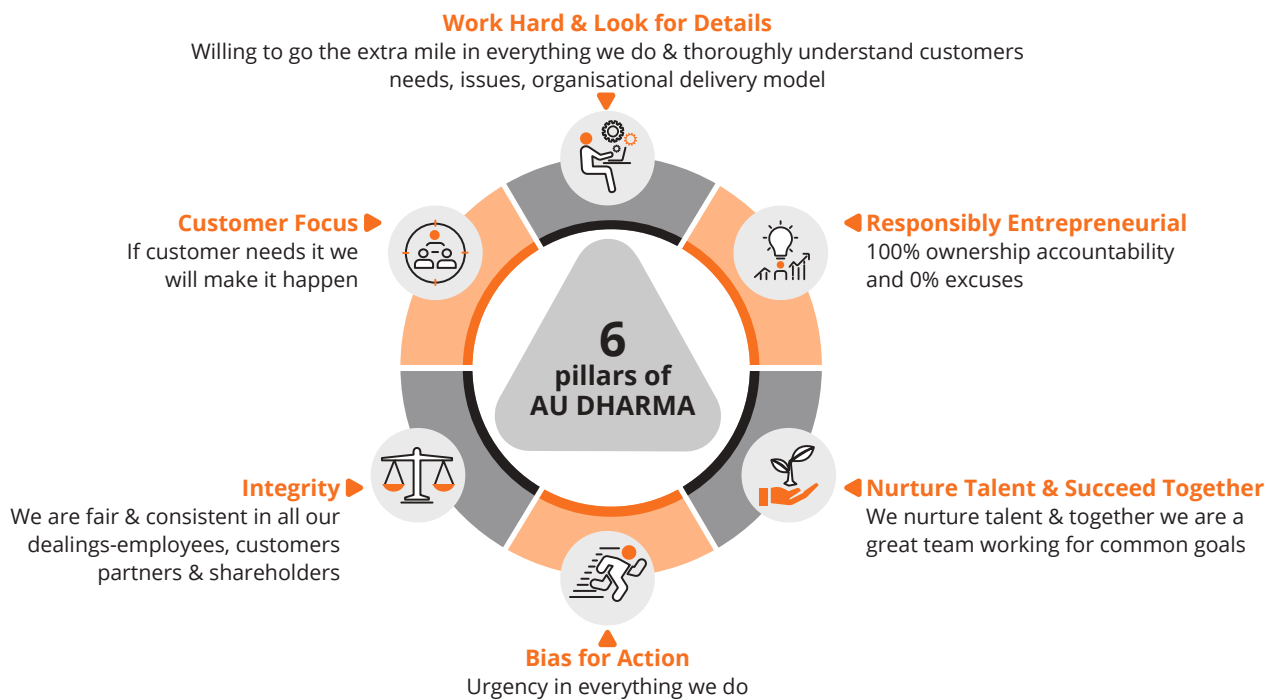 Work Hard & Look for Details
Willing to go the extra mile in everything we do & thoroughly understand customers
needs, issues, organisational delivery model
Customer Focus
If customer needs it we
will make it happen
Responsibly Entrepreneurial
100% ownership accountability
and 0% excuses
6
pillars of
AU DHARMA
Integrity
We are fair & consistent in all our
dealings-employees, customers
partners & shareholders
Nurture Talent & Succeed Together
We nurture talent & together we are a
great team working for common goals
Bias for Action
Urgency in everything we do